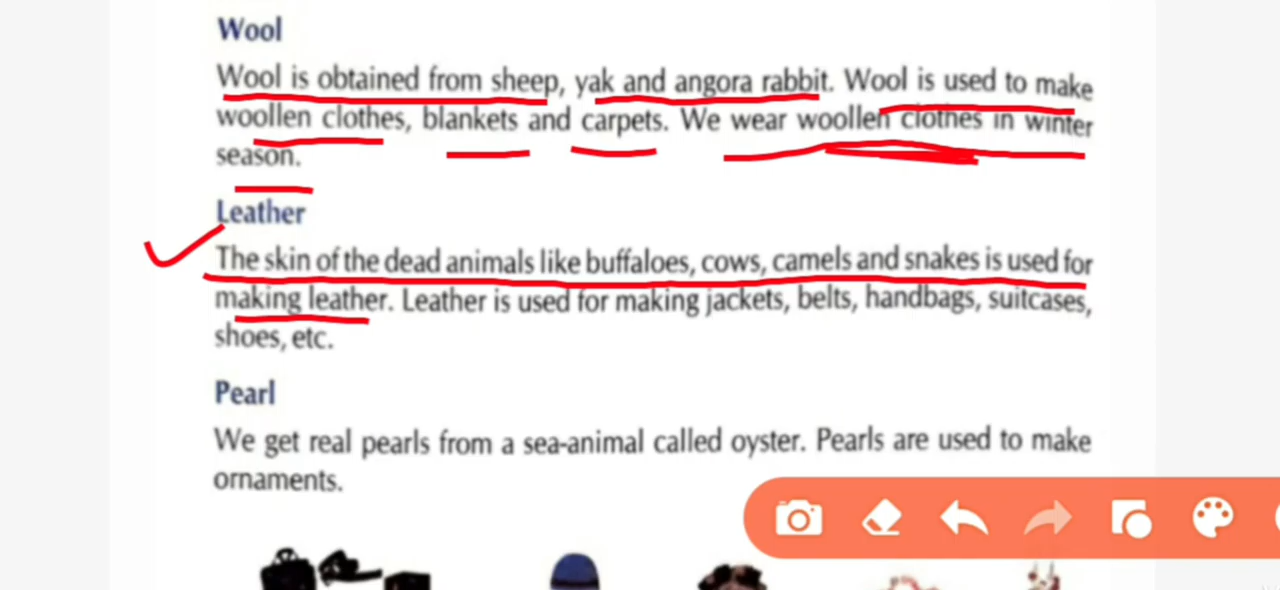 Wool
Wool is obtained from sheep, yak and angora rabbit. Wool is used to make
woollen clothes, blankets and carpets. We wear woollen clothes in winter
season.
Leather
The skin of the dead animals like buffaloes, cows, camels and snakes is used for
making leather. Leather is used for making jackets, belts, handbags, suitcases,
shoes, etc.
Pearl
We get real pearls from a sea-animal called oyster. Pearls are used to make
ornaments.